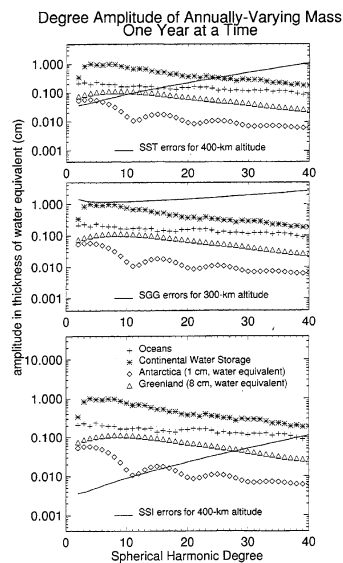 Degree Amplitude of Annually-Varying Mass
One Year at a Time
amplitude in thickness of water equivalent (cm)
1.000
0.100
0.010
0.001
SST errors for 400-km altitude
0 10 20 30 40
1.000
0.100
0.010
0.001
SGG errors for 300-km altitude
0 10 20 30 40
10.000
1.000
0.100
0.010
0.001
Oceans
Continental Water Storage
Antarctica (1 cm, water equivalent)
Greenland (8 cm, water equivalent)
SSI errors for 400-km altitude
0 10 20 30 40
Spherical Harmonic Degree